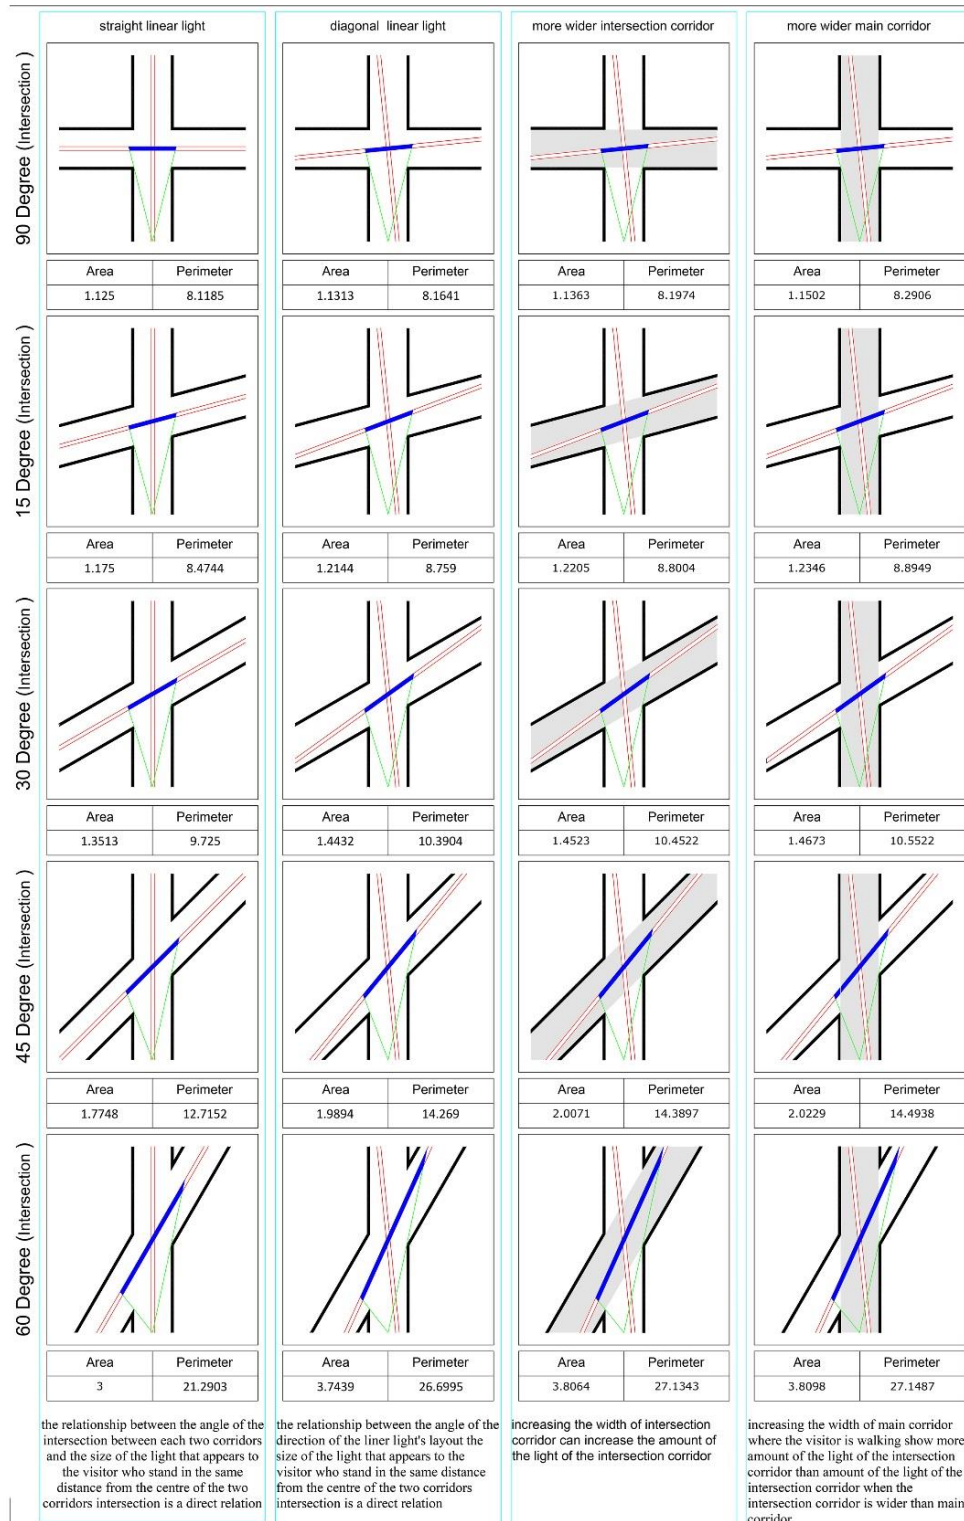 straight linear light
diagonal linear light
more wider intersection corridor
more wider main corridor
90 Degree (Intersection )
Area Perimeter
1.125 8.1185
Area Perimeter
1.1313 8.1641
Area Perimeter
1.1363 8.1974
Area Perimeter
1.1502 8.2906
15 Degree (Intersection )
Area Perimeter
1.175 8.4744
Area Perimeter
1.2144 8.759
Area Perimeter
1.2205 8.8004
Area Perimeter
1.2346 8.8949
30 Degree (Intersection )
Area Perimeter
1.3513 9.725
Area Perimeter
1.4432 10.3904
Area Perimeter
1.4523 10.4522
Area Perimeter
1.4673 10.5522
45 Degree (Intersection )
Area Perimeter
1.7748 12.7152
Area Perimeter
1.9894 14.269
Area Perimeter
2.0071 14.3897
Area Perimeter
2.0229 14.4938
60 Degree (Intersection )
Area Perimeter
3 21.2903
Area Perimeter
3.7439 26.6995
Area Perimeter
3.8064 27.1343
Area Perimeter
3.8098 27.1487
the relationship between the angle of the
intersection between each two corridors
and the size of the light that appears to
the visitor who stand in the same
distance from the centre of the two
corridors intersection is a direct relation
the relationship between the angle of the
direction of the liner light's layout the
size of the light that appears to the
visitor who stand in the same distance
from the centre of the two corridors
intersection is a direct relation
increasing the width of intersection
corridor can increase the amount of
the light of the intersection corridor
increasing the width of main corridor
where the visitor is walking show more
amount of the light of the intersection
corridor than amount of the light of the
intersection corridor when the
intersection corridor is wider than main
corridor